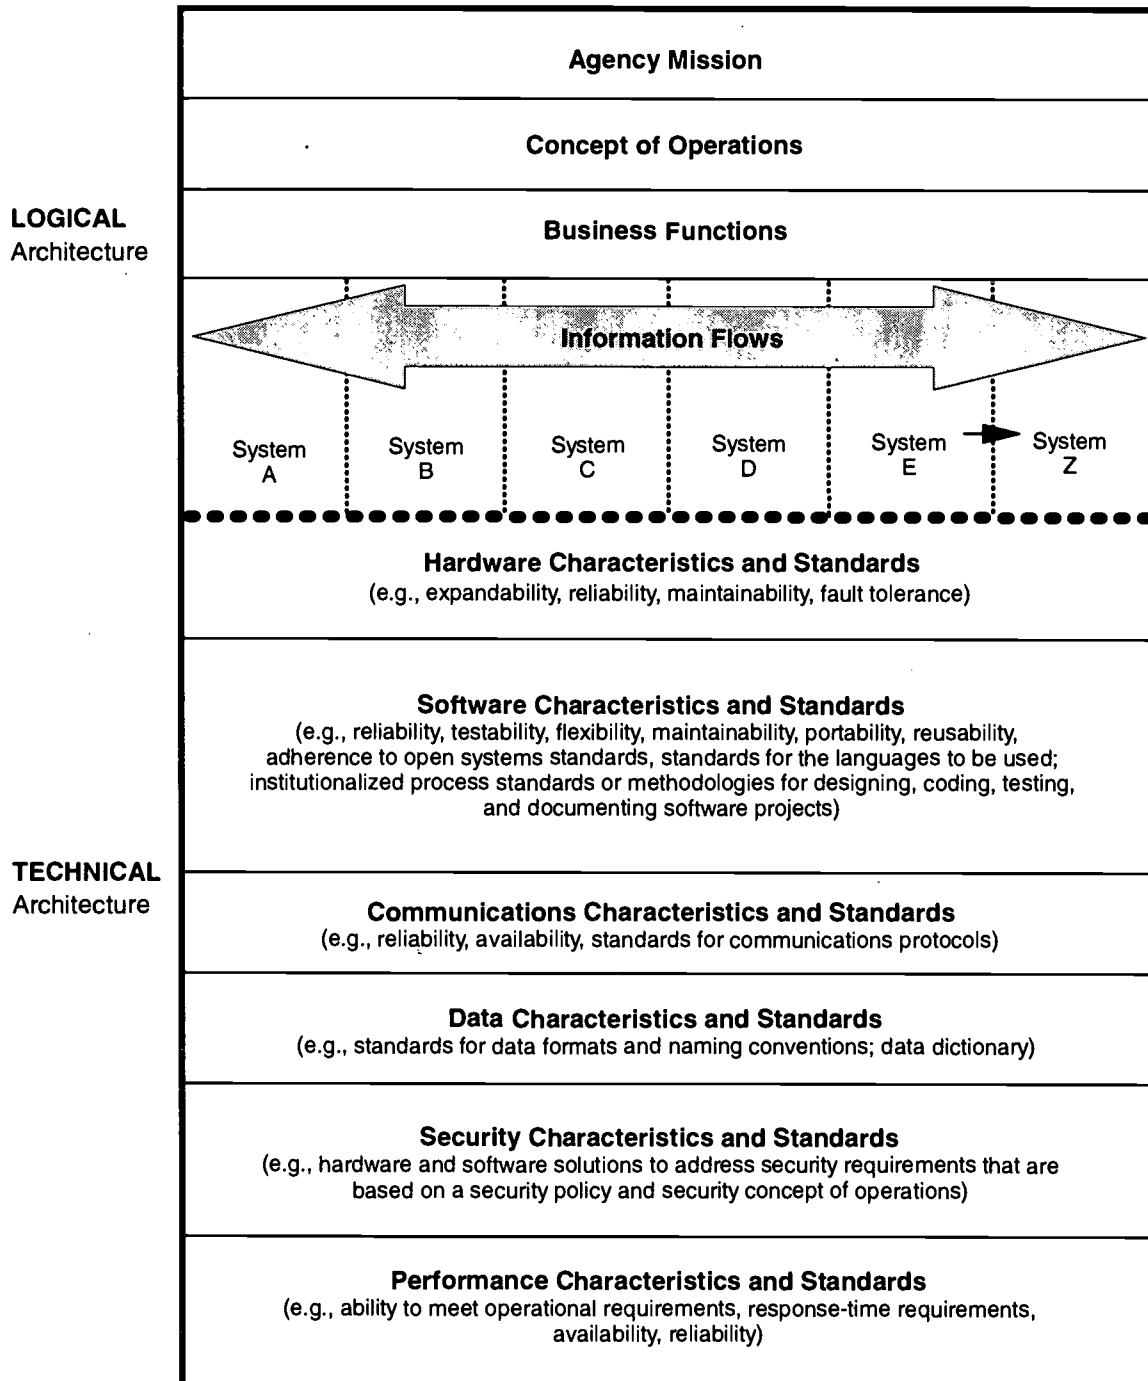 Agency Mission
Concept of Operations
LOGICAL
Architecture
Business Functions
Information Flows
System
A
System
B
System
C
System
D
System
E
System
Z
Hardware Characteristics and Standards
(e.g., expandability, reliability, maintainability, fault tolerance)
Software Characteristics and Standards
(e.g., reliability, testability, flexibility, maintainability, portability, reusability,
adherence to open systems standards, standards for the languages to be used;
institutionalized process standards or methodologies for designing, coding, testing,
and documenting software projects)
TECHNICAL
Architecture
Communications Characteristics and Standards
(e.g., reliability, availability, standards for communications protocols)
Data Characteristics and Standards
(e.g., standards for data formats and naming conventions; data dictionary)
Security Characteristics and Standards
(e.g., hardware and software solutions to address security requirements that are
based on a security policy and security concept of operations)
Performance Characteristics and Standards
(e.g., ability to meet operational requirements, response-time requirements,
availability, reliability)